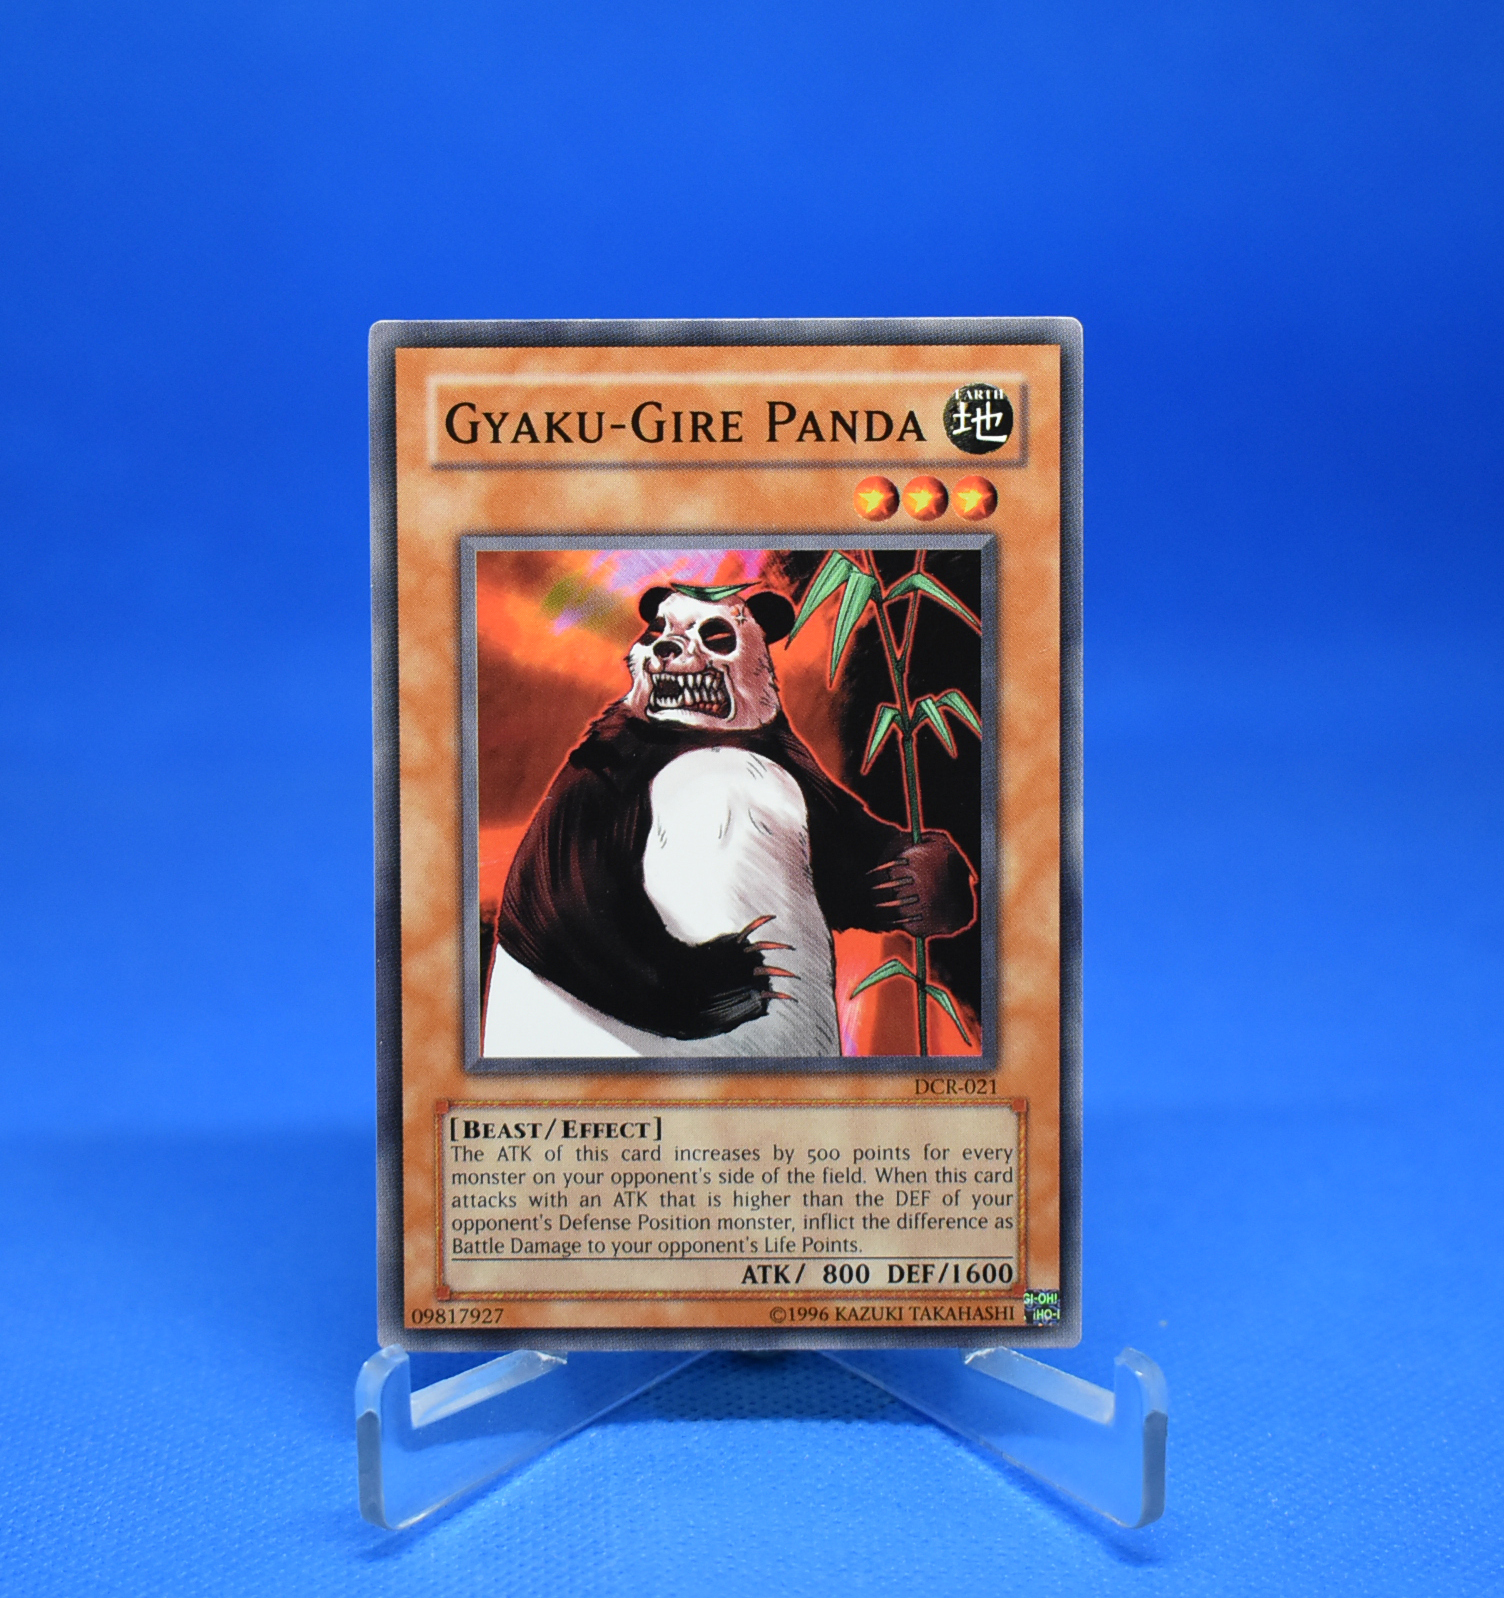 GYAKU-GIRE PANDA
EARTH
地
DCR-021
[BEAST/EFFECT]
The ATK of this card increases by 500 points for every
monster on your opponent's side of the field. When this card
attacks with an ATK that is higher than the DEF of your
opponent's Defense Position monster, inflict the difference as
Battle Damage to your opponent's Life Points.
ATK/ 800 DEF/1600
09817927
©1996 KAZUKI TAKAHASHI
GI-OH!